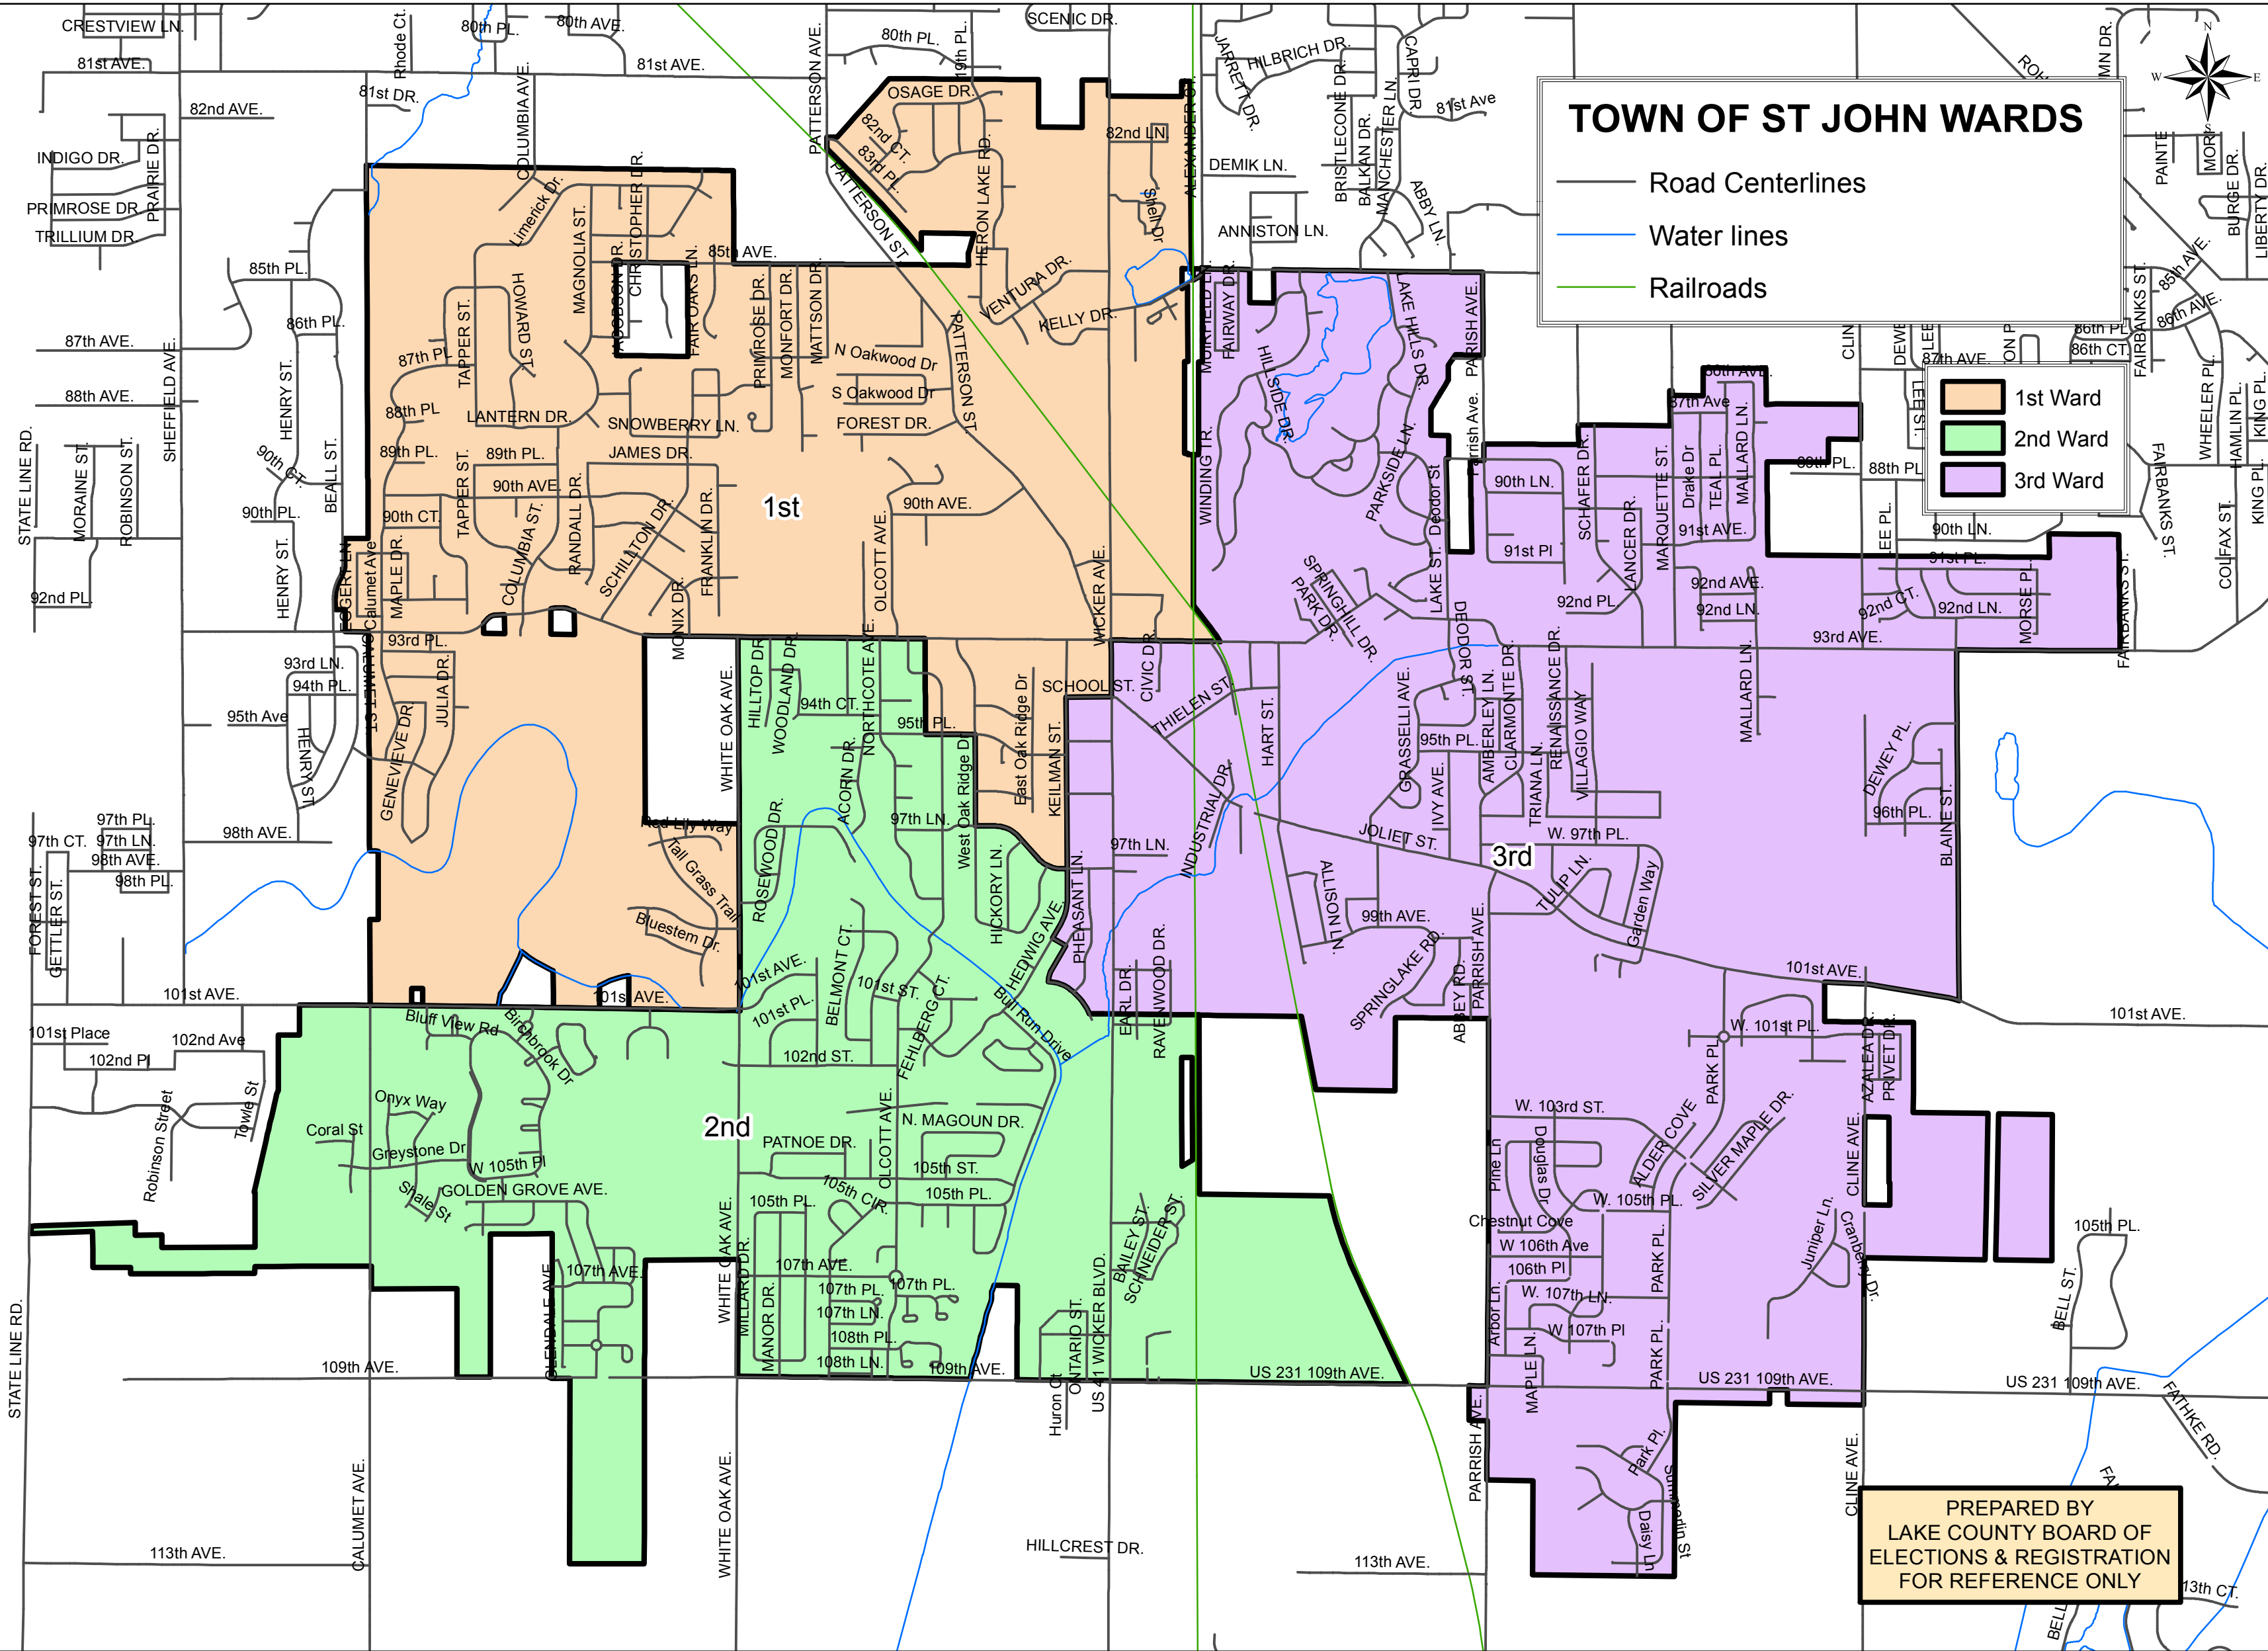 TOWN OF ST JOHN WARDS
Road Centerlines
Water lines
Railroads
N
W
E
S
1st Ward
2nd Ward
3rd Ward
1st
2nd
3rd
CRESTVIEW LN.
81st AVE.
Rhode Ct.
80th PL.
80th AVE.
81st AVE.
PATTERSON AVE.
80th PL.
19th PL.
SCENIC DR.
JARRETT DR.
HILBRICH DR.
CAPRI DR.
81st Ave
82nd AVE.
81st DR.
COLUMBIA AVE.
OSAGE DR.
82nd CT.
83rd PL.
HERON LAKE RD.
82nd LN.
ALEXANDER ST.
Shell Dr
DEMIK LN.
BRISTLECONE DR.
BALKAN DR.
MANCHESTER LN.
ABBY LN.
ANNISTON LN.
INDIGO DR.
PRAIRIE DR.
PRIMROSE DR.
TRILLIUM DR.
Limerick Dr.
MAGNOLIA ST.
CHRISTOPHER DR.
JACOBSON DR.
FAIR OAKS LN.
85th AVE.
PATTERSON ST
VENTURA DR.
KELLY DR.
85th PL.
86th PL.
87th AVE.
88th AVE.
SHEFFIELD AVE.
HENRY ST.
BEALL ST.
90th CT.
90th PL.
STATE LINE RD.
MORAINE ST.
ROBINSON ST.
92nd PL.
HENRY ST.
TAPPER ST.
HOWARD ST.
87th PL
88th PL
LANTERN DR.
SNOWBERRY LN.
PRIMROSE DR.
MONFORT DR.
MATTSON DR.
N Oakwood Dr
S Oakwood Dr
FOREST DR.
PATTERSON ST.
89th PL.
89th PL.
JAMES DR.
90th AVE.
90th AVE.
90th CT.
TAPPER ST.
COLUMBIA ST.
RANDALL DR.
SCHILLTON DR.
FRANKLIN DR.
MONIX DR.
OLCOTT AVE.
WICKER AVE.
EGGERT LN.
Calumet Ave
MAPLE DR.
93rd PL.
CALUMET ST
JULIA DR.
GENEVIEVE DR.
93rd LN.
94th PL.
95th Ave
HENRY ST
98th AVE.
97th PL.
97th CT.
97th LN.
98th AVE.
98th PL.
FOREST ST.
GETTLER ST.
101st AVE.
MUIRFIELD LN.
FAIRWAY DR.
HILLSIDE DR.
LAKE HILLS DR.
PARISH AVE.
Parrish Ave.
WINDING TR.
PARKSIDE LN.
Deodor St
LAKE ST.
SPRINGHILL DR.
PARK DR.
DEODOR ST.
90th LN.
91st Pl
SCHAFER DR.
LANCER DR.
MARQUETTE ST.
87th Ave
Drake Dr
TEAL PL.
MALLARD LN.
91st AVE.
92nd AVE.
92nd LN.
92nd PL.
93rd AVE.
88th PL.
88th PL
LEE ST.
LEE PL.
90th LN.
91st PL.
92nd CT.
92nd LN.
MORSE PL.
FAIRBANKS ST.
87th AVE.
86th PL
86th CT.
85th AVE.
86th AVE.
FAIRBANKS ST.
FAIRBANKS ST.
WHEELER PL.
HAMLIN PL.
KING PL.
KING PL.
COLFAX ST.
BURGE DR.
LIBERTY DR.
WHITE OAK AVE.
HILLTOP DR.
WOODLAND DR.
NORTHCOTE AVE.
94th CT.
95th PL.
ACORN DR.
ROSEWOOD DR.
97th LN.
West Oak Ridge Dr
East Oak Ridge Dr
KEILMAN ST.
SCHOOL ST.
CIVIC DR.
THIELEN ST.
HART ST.
INDUSTRIAL DR.
97th LN.
PHEASANT LN.
HICKORY LN.
HEDWIG AVE.
Red Lily Way
Tall Grass Trail
Bluestem Dr.
101st AVE.
GRASSELLI AVE.
AMBERLEY LN.
CLARMONTE DR.
RENAISSANCE DR.
VILLAGIO WAY
TRIANA LN.
95th PL.
IVY AVE.
JOLIET ST.
W. 97th PL.
TULIP LN.
Garden Way
ALLISON LN.
99th AVE.
SPRINGLAKE RD.
ABBEY RD.
PARRISH AVE.
MALLARD LN.
DEWEY PL.
96th PL.
BLAINE ST.
101st AVE.
101st AVE.
101st Place
102nd Ave
102nd Pl
Robinson Street
Towle St
Bluff View Rd
Birchbrook Dr
Onyx Way
Coral St
Greystone Dr
W 105th Pl
Shale St
GOLDEN GROVE AVE.
107th AVE.
GLENDALE AVE.
101st AVE.
101st PL.
BELMONT CT.
101st ST.
FEHLBERG CT.
102nd ST.
Bull Run Drive
EARL DR.
RAVENWOOD DR.
N. MAGOUN DR.
PATNOE DR.
OLCOTT AVE.
105th ST.
105th PL.
105th CIR.
105th PL.
WHITE OAK AVE.
MILLARD DR.
MANOR DR.
107th AVE.
107th PL.
107th PL.
107th LN.
108th PL.
108th LN.
109th AVE.
109th AVE.
BAILEY ST.
SCHNEIDER ST.
ONTARIO ST.
Huron Ct
US 41 WICKER BLVD.
US 231 109th AVE.
W. 101st PL.
PARK PL.
AZALEA DR.
PRIVET DR.
W. 103rd ST.
Pine Ln
Douglas Dr
ALDER COVE
SILVER MAPLE DR.
W. 105th PL.
Chestnut Cove
W 106th Ave
106th Pl
W. 107th LN.
W 107th Pl
Arbor Ln.
MAPLE LN.
PARK PL.
PARK PL.
Juniper Ln.
Cranberry Dr.
CLINE AVE.
US 231 109th AVE.
US 231 109th AVE.
105th PL.
BELL ST.
FATHKE RD.
STATE LINE RD.
CALUMET AVE.
113th AVE.
WHITE OAK AVE.
HILLCREST DR.
113th AVE.
PARRISH AVE.
Park Pl.
Summerlin St
Daisy Ln
CLINE AVE.
PREPARED BY
LAKE COUNTY BOARD OF
ELECTIONS & REGISTRATION
FOR REFERENCE ONLY